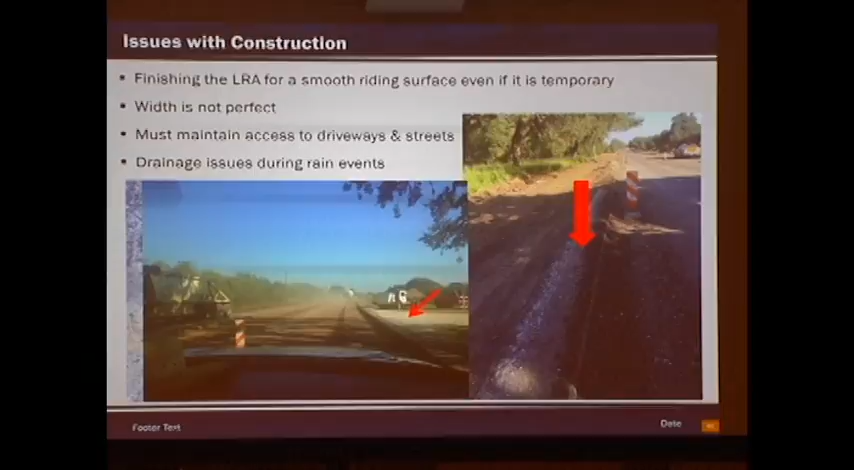 Issues with Construction
• Finishing the LRA for a smooth riding surface even if it is temporary
• Width is not perfect
• Must maintain access to driveways & streets
• Drainage issues during rain events
Footer Text
Date